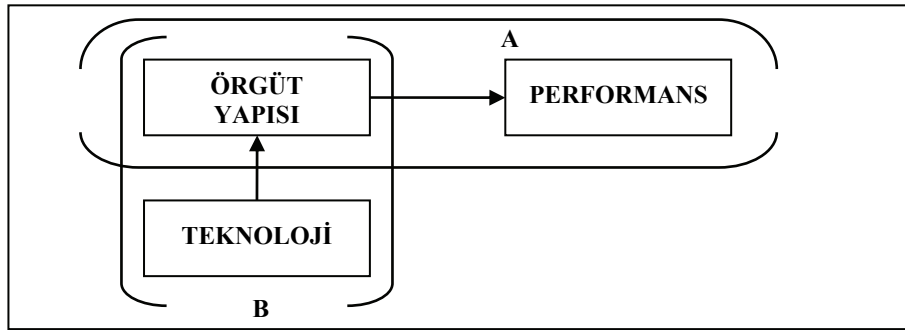 A
ÖRGÜT
YAPISI
PERFORMANS
TEKNOLOJİ
B